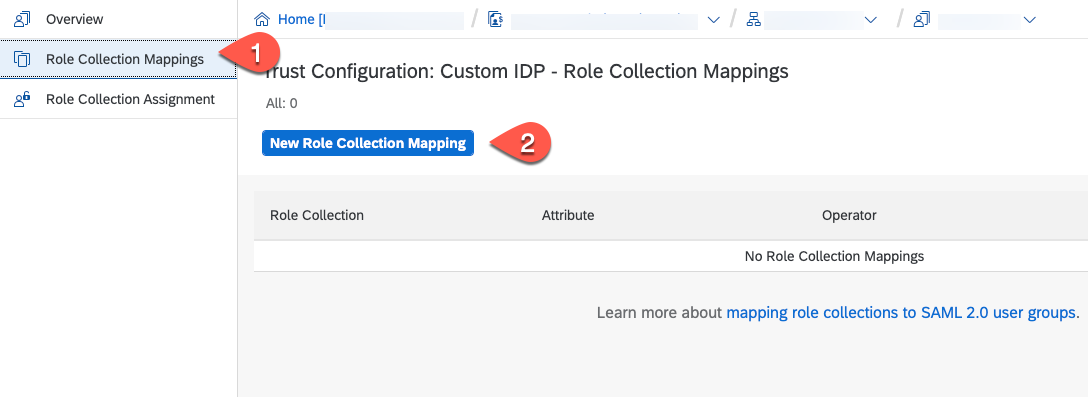 Overview
Home [
Role Collection Mappings
1
Trust Configuration: Custom IDP - Role Collection Mappings
Role Collection Assignment
All: 0
New Role Collection Mapping
2
Role Collection Attribute Operator
No Role Collection Mappings
Learn more about mapping role collections to SAML 2.0 user groups.